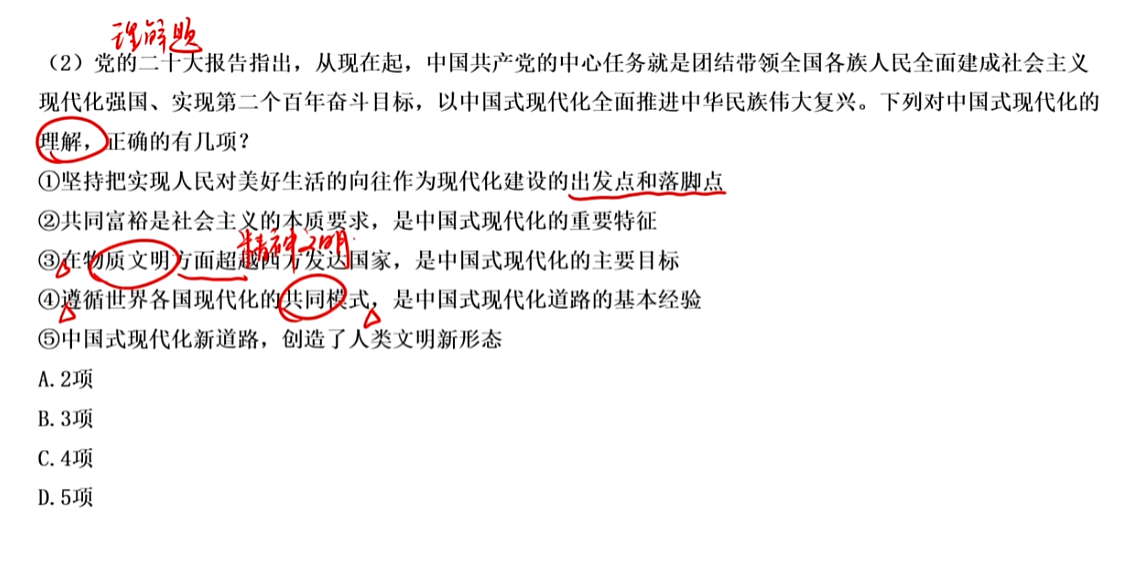 理解题
（2）党的二十大报告指出，从现在起，中国共产党的中心任务就是团结带领全国各族人民全面建成社会主义
现代化强国、实现第二个百年奋斗目标，以中国式现代化全面推进中华民族伟大复兴。下列对中国式现代化的
理解，正确的有几项？
①坚持把实现人民对美好生活的向往作为现代化建设的出发点和落脚点
②共同富裕是社会主义的本质要求，是中国式现代化的重要特征
精神文明
③在物质文明方面超越西方发达国家，是中国式现代化的主要目标
④遵循世界各国现代化的共同模式，是中国式现代化道路的基本经验
⑤中国式现代化新道路，创造了人类文明新形态
A.2项
B.3项
C.4项
D.5项